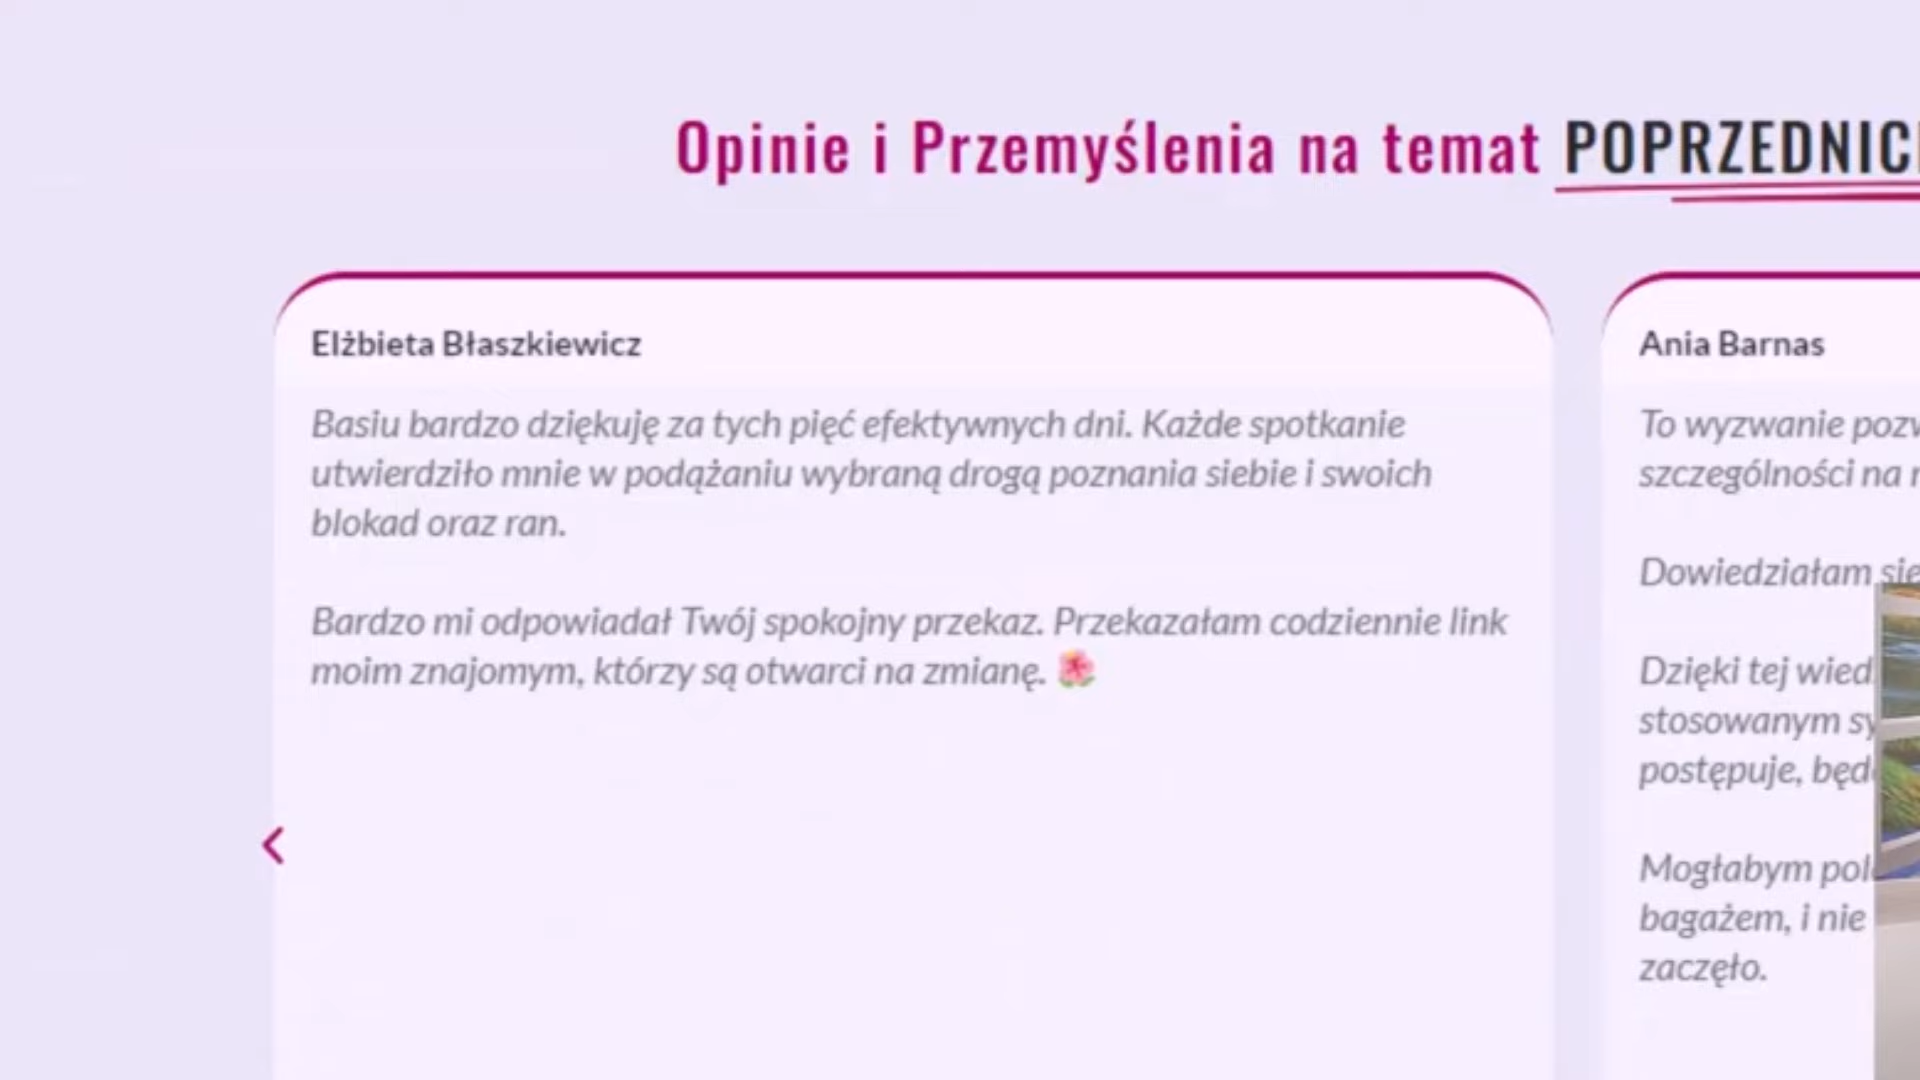 Opinie i Przemyślenia na temat
Elżbieta Błaszkiewicz
Basiu bardzo dziękuję za tych pięć efektywnych dni. Każde spotkanie
utwierdziło mnie w podążaniu wybraną drogą poznania siebie i swoich
blokad oraz ran.
Bardzo mi odpowiadał Twój spokojny przekaz. Przekazałam codziennie link
moim znajomym, którzy są otwarci na zmianę. 🌺
Ania Barnas
To wyzwanie
szczególności na
Dowiedziałam się
Dzięki tej
stosowanym
postępuje,
Mogłabym
bagażem, i nie
zaczęło.